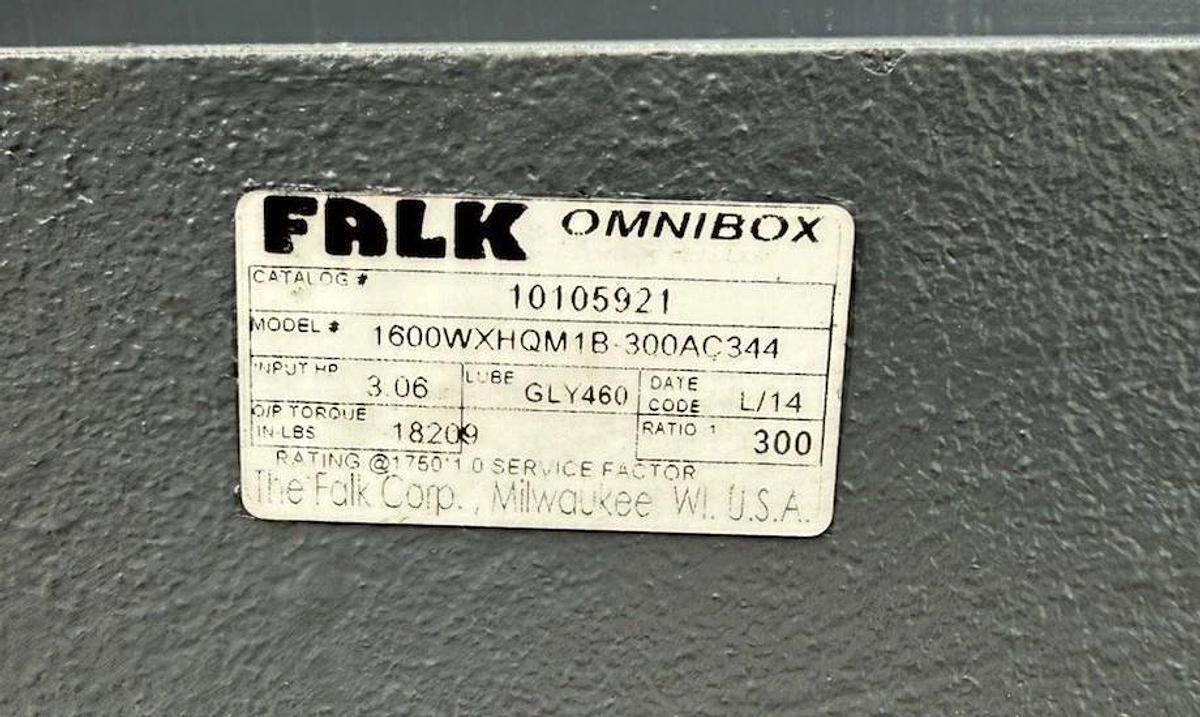 FALK OMNIBOX
CATALOG # 10105921
MODEL # 1600WXHQM1B-300AC344
INPUT HP 3.06 LUBE GLY460 DATE CODE L/14
O/P TORQUE IN-LBS 18209 RATIO 1 300
RATING @1750*1.0 SERVICE FACTOR
The Falk Corp., Milwaukee, WI. U.S.A.